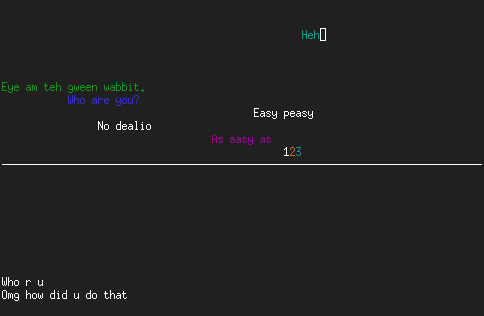 Heh
Eye am teh gween wabbit.
Who are you?
Easy peasy
No dealio
As easy as
123
Who r u
Omg how did u do that